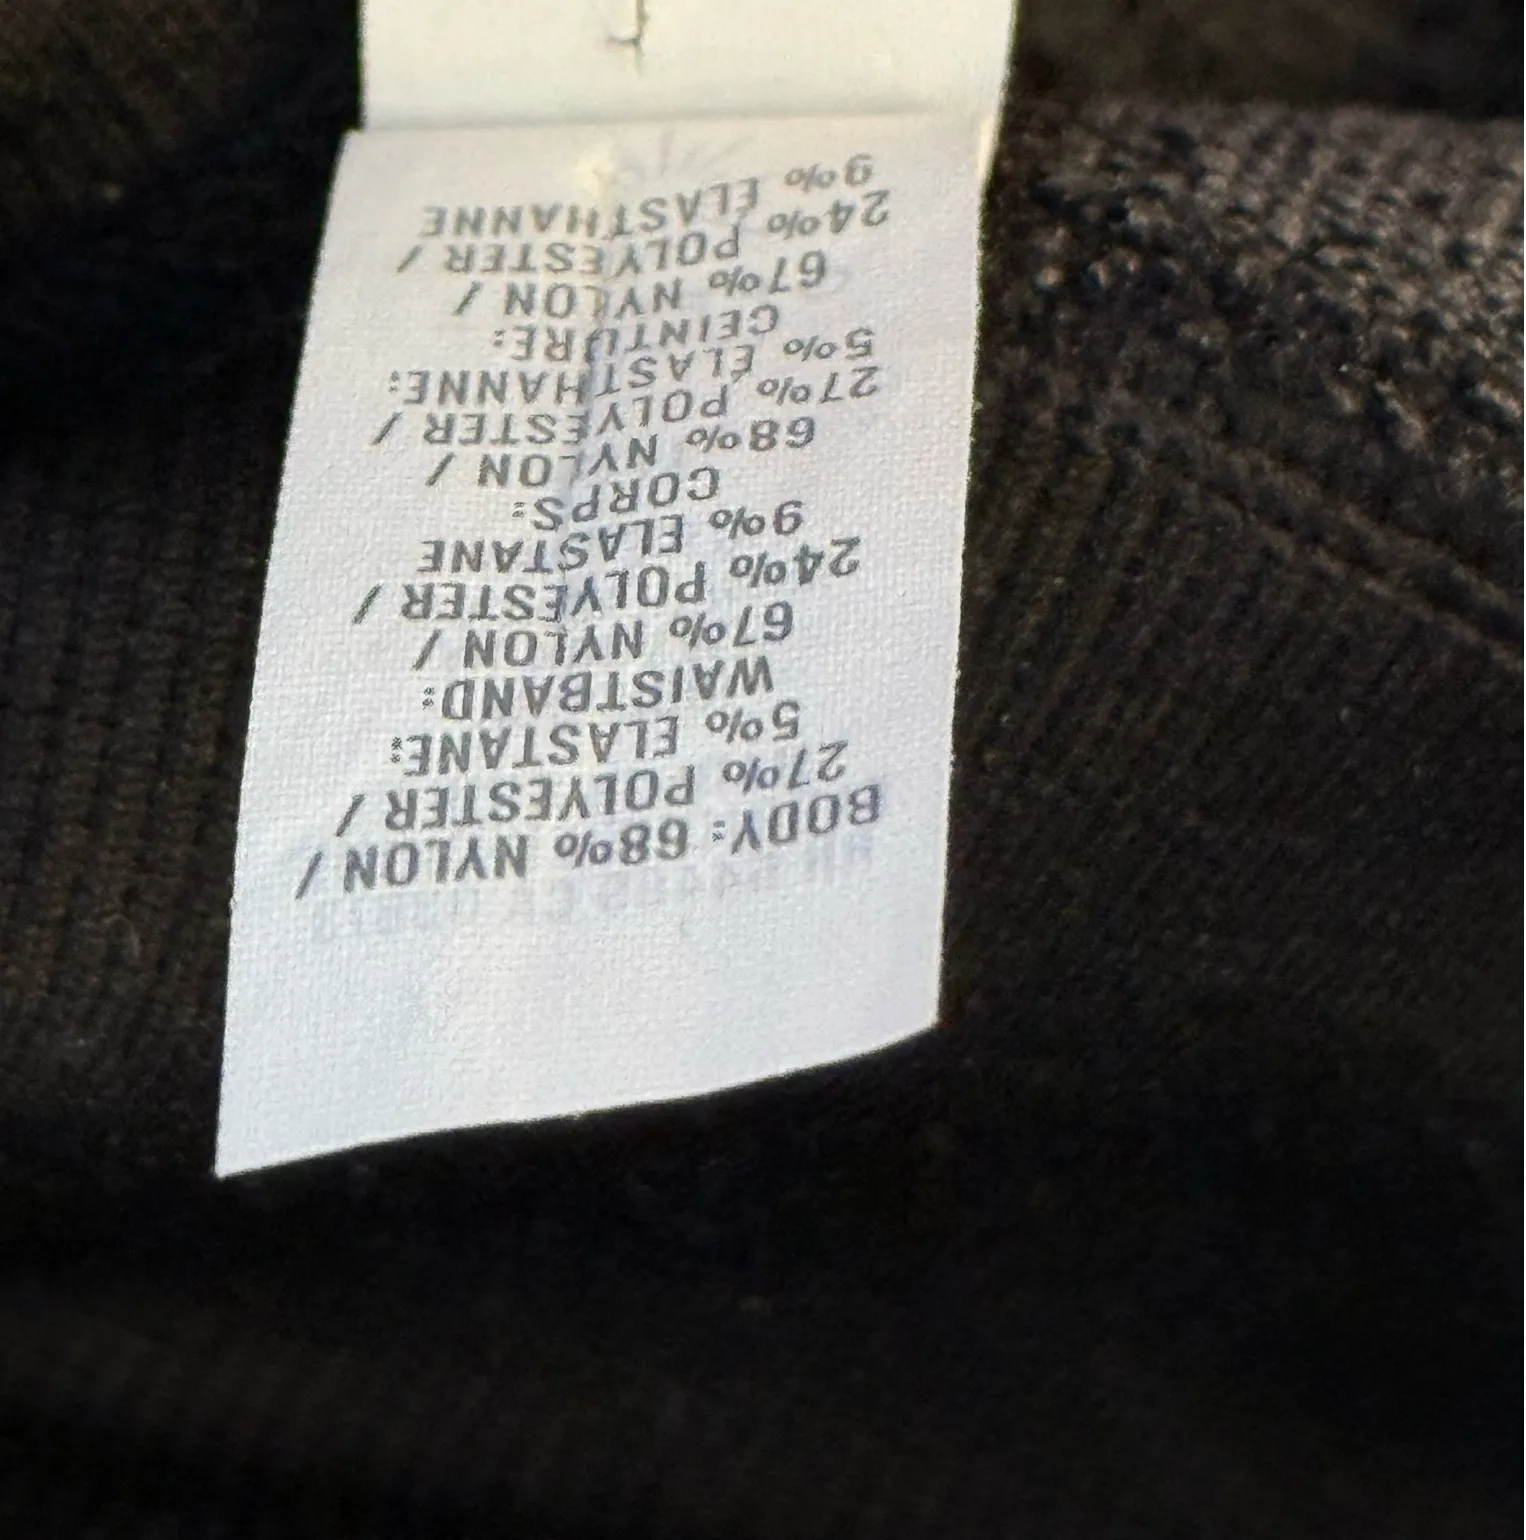 BODY: 68% NYLON /
27% POLYESTER /
5% ELASTANE:
WAISTBAND:
67% NYLON /
24% POLYESTER /
9% ELASTANE
CORPS:
68% NYLON /
27% POLYESTER /
5% ELASTHANNE:
CEINTURE:
67% NYLON /
24% POLYESTER /
9% ELASTHANNE